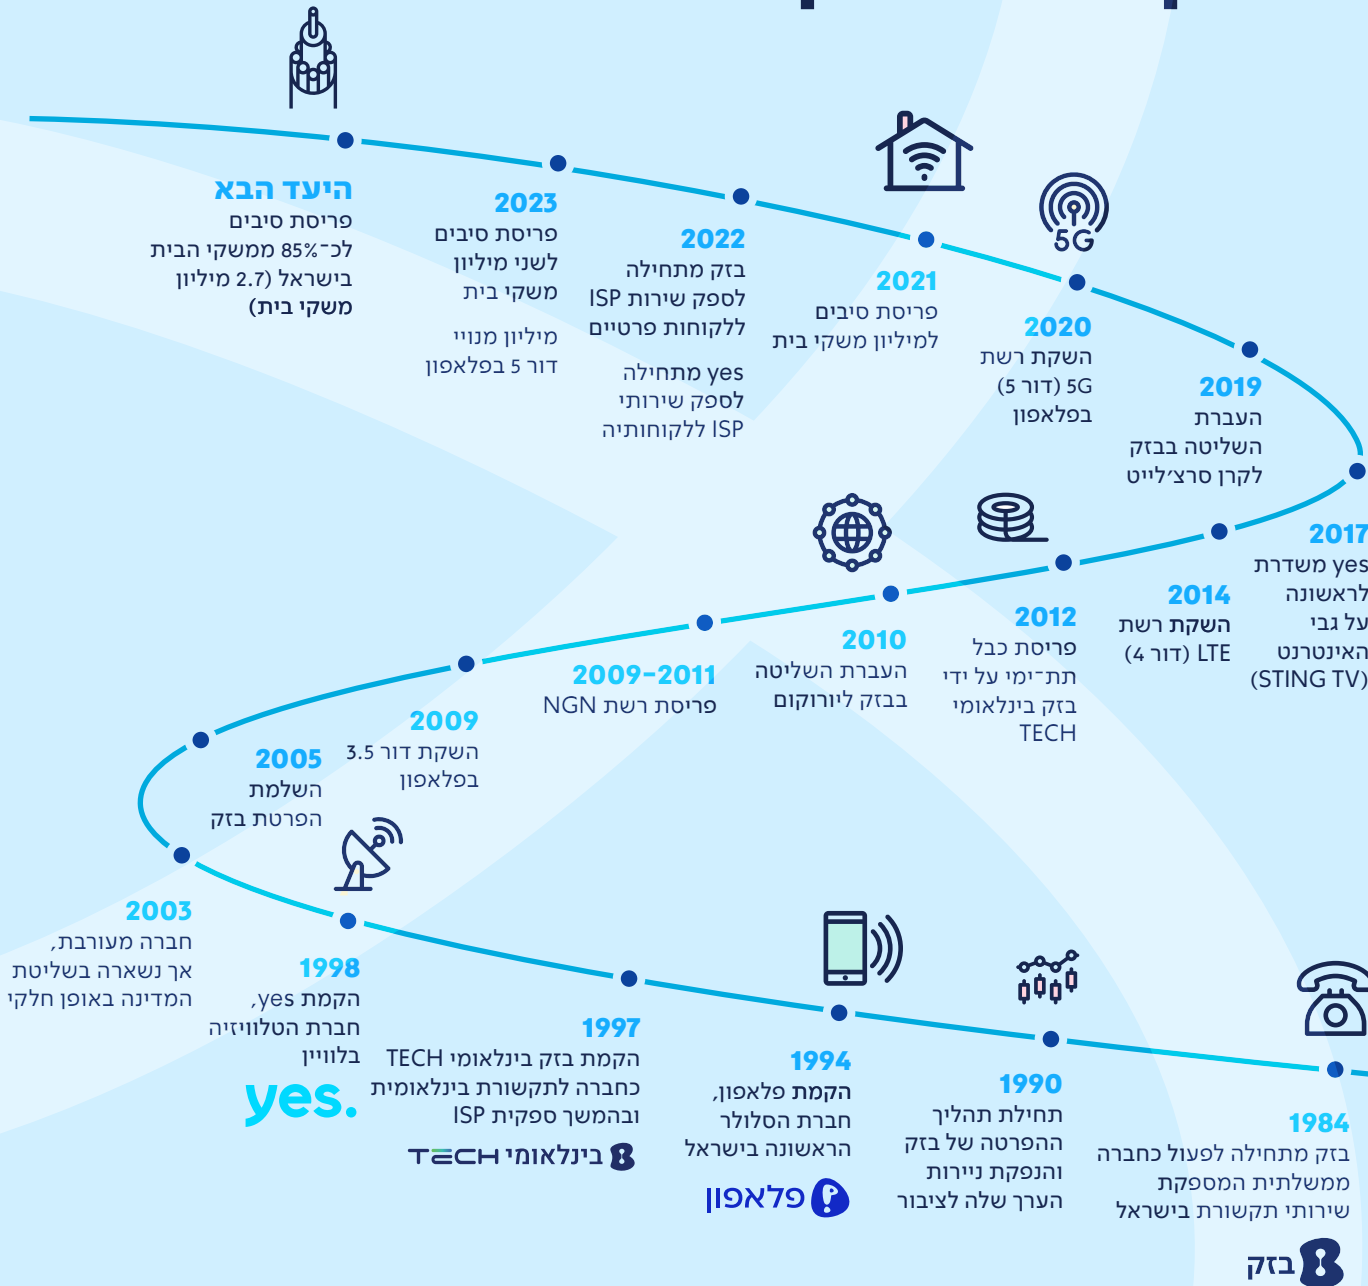 היעד הבא
פריסת סיבים
לכ־85% ממשקי הבית
בישראל (2.7 מיליון
משקי בית)
2023
פריסת סיבים
לשני מיליון
משקי בית
מיליון מנויי
דור 5 בפלאפון
2022
בזק מתחילה
לספק שירות ISP
ללקוחות פרטיים
yes מתחילה
לספק שירותי
ISP ללקוחותיה
2021
פריסת סיבים
למיליון משקי בית
5G
2020
השקת רשת
5G (דור 5)
בפלאפון
2019
העברת
השליטה בבזק
לקרן סרצ׳לייט
2017
yes משדרת
לראשונה
על גבי
האינטרנט
(STING TV)
2014
השקת רשת
LTE (דור 4)
2012
פריסת כבל
תת־ימי על ידי
בזק בינלאומי
TECH
2010
העברת השליטה
בבזק ליורוקום
2009-2011
פריסת רשת NGN
2009
השקת דור 3.5
בפלאפון
2005
השלמת
הפרטת בזק
2003
חברה מעורבת,
אך נשארה בשליטת
המדינה באופן חלקי
1998
הקמת yes,
חברת הטלוויזיה
בלוויין
yes.
1997
הקמת בזק בינלאומי TECH
כחברה לתקשורת בינלאומית
ובהמשך ספקית ISP
בינלאומי TECH
1994
הקמת פלאפון,
חברת הסלולר
הראשונה בישראל
פלאפון
1990
תחילת תהליך
ההפרטה של בזק
והנפקת ניירות
הערך שלה לציבור
1984
בזק מתחילה לפעול כחברה
ממשלתית המספקת
שירותי תקשורת בישראל
בזק